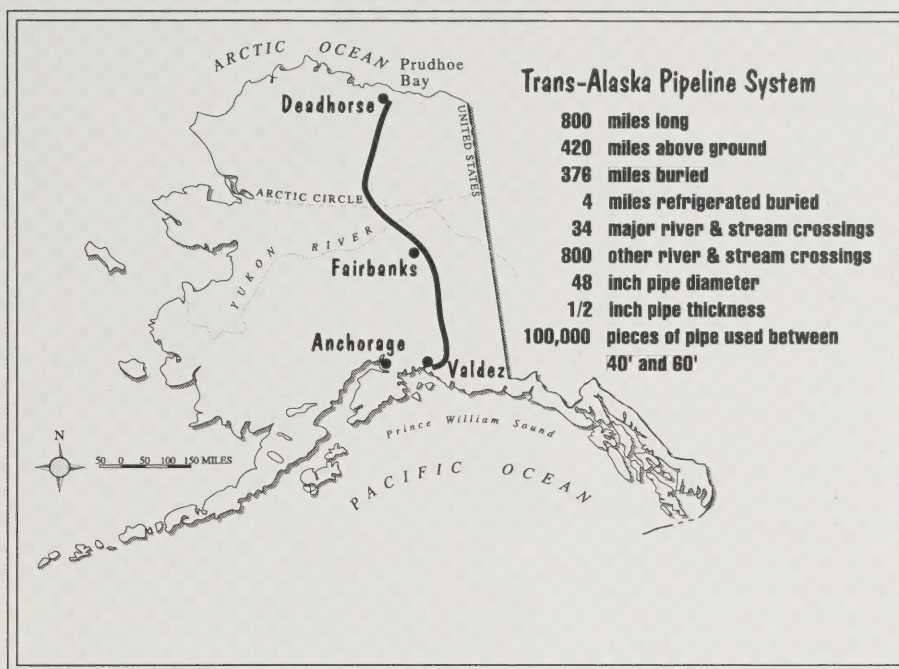 ARCTIC OCEAN
Prudhoe
Bay
Deadhorse
UNITED STATES
ARCTIC CIRCLE
YUKON RIVER
Fairbanks
Anchorage
Valdez
Prince William Sound
PACIFIC OCEAN
N
50 0 50 100 150 MILES
Trans-Alaska Pipeline System
800 miles long
420 miles above ground
376 miles buried
4 miles refrigerated buried
34 major river & stream crossings
800 other river & stream crossings
48 inch pipe diameter
1/2 inch pipe thickness
100,000 pieces of pipe used between
40' and 60'